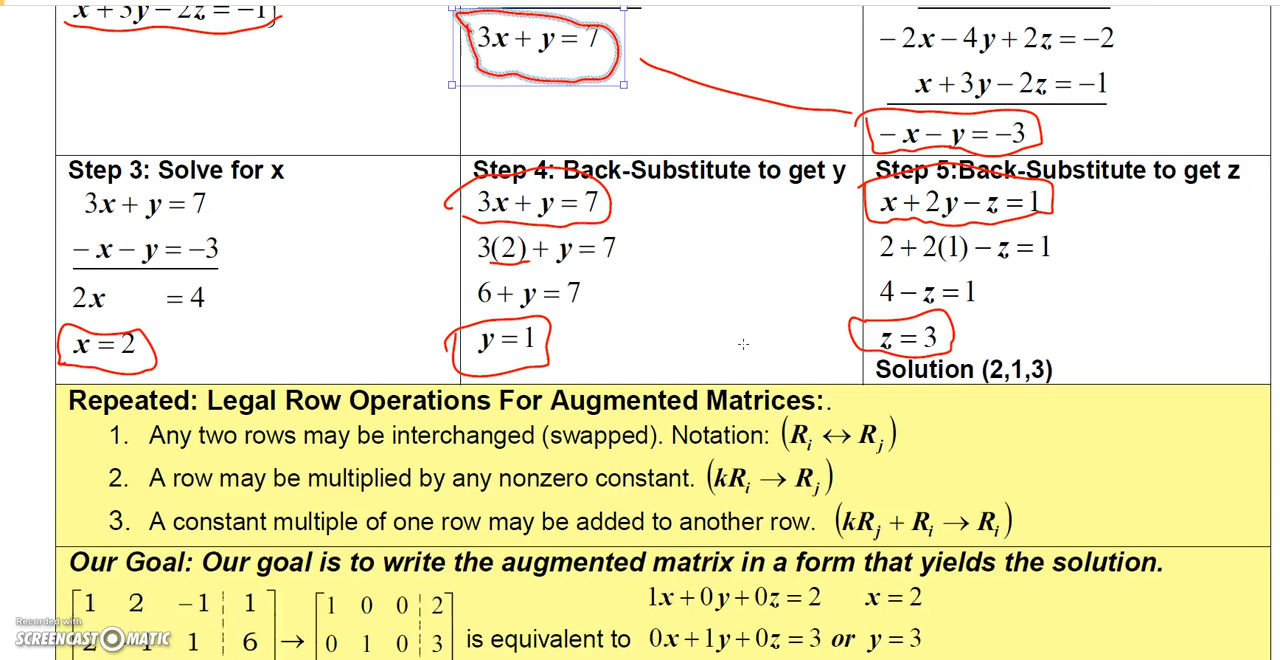 x + 3y − 2z = −1
3x + y = 7
− 2x − 4y + 2z = −2
x + 3y − 2z = −1
− x − y = −3
Step 3: Solve for x
3x + y = 7
− x − y = −3
2x = 4
x = 2
Step 4: Back-Substitute to get y
3x + y = 7
3(2) + y = 7
6 + y = 7
y = 1
Step 5:Back-Substitute to get z
x + 2y − z = 1
2 + 2(1) − z = 1
4 − z = 1
z = 3
Solution (2,1,3)
Repeated: Legal Row Operations For Augmented Matrices:.
1. Any two rows may be interchanged (swapped). Notation: (Ri ↔ Rj)
2. A row may be multiplied by any nonzero constant. (kRi → Rj)
3. A constant multiple of one row may be added to another row. (kRj + Ri → Ri)
Our Goal: Our goal is to write the augmented matrix in a form that yields the solution.
1 2 −1 | 1 1 0 0 | 2 1x + 0y + 0z = 2 x = 2
1 | 6 → 0 1 0 | 3 is equivalent to 0x + 1y + 0z = 3 or y = 3
Recorded with
SCREENCAST MATIC